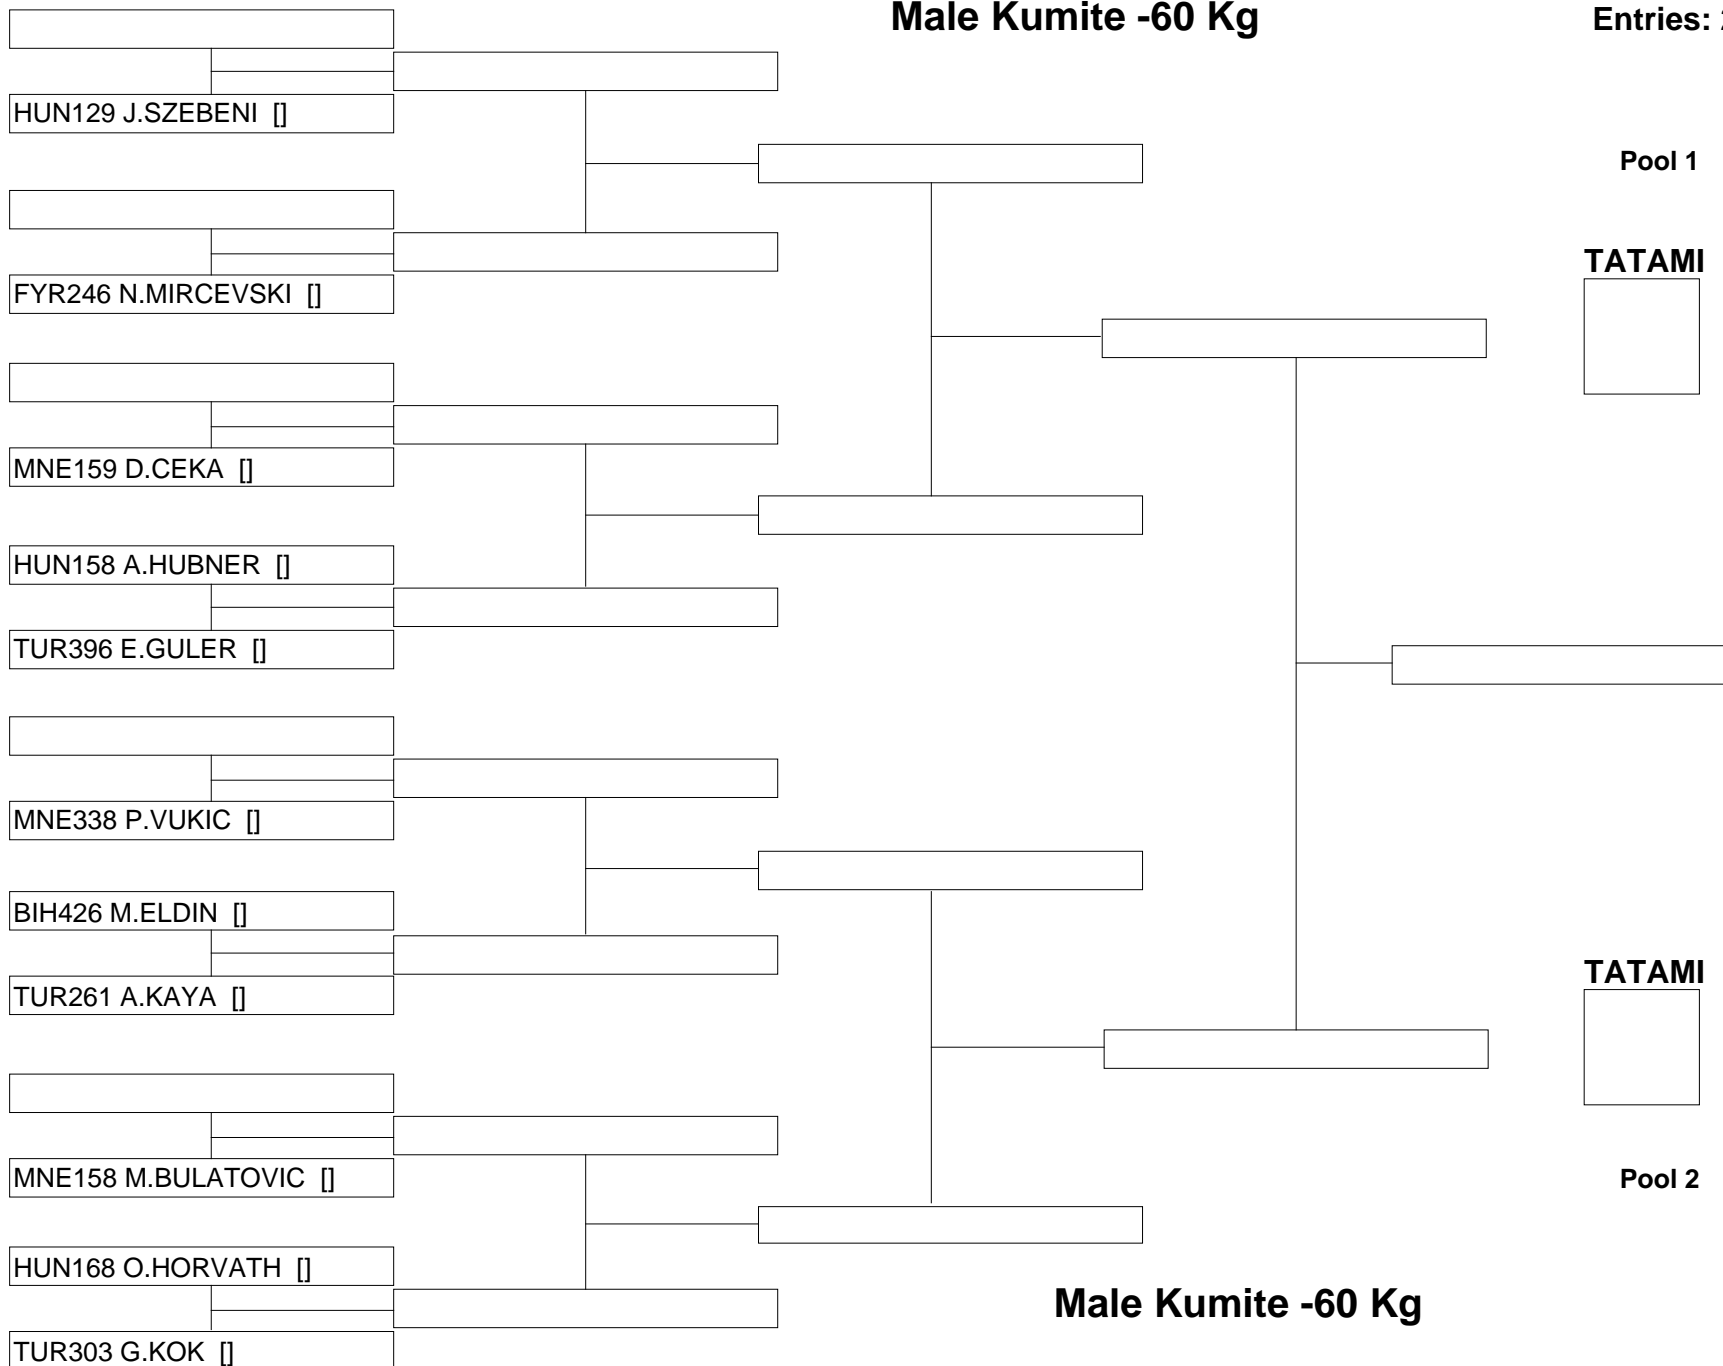 Male Kumite -60 Kg
Entries:
HUN129 J.SZEBENI []
Pool 1
FYR246 N.MIRCEVSKI []
TATAMI
MNE159 D.CEKA []
HUN158 A.HUBNER []
TUR396 E.GULER []
MNE338 P.VUKIC []
BIH426 M.ELDIN []
TUR261 A.KAYA []
TATAMI
MNE158 M.BULATOVIC []
Pool 2
HUN168 O.HORVATH []
Male Kumite -60 Kg
TUR303 G.KOK []